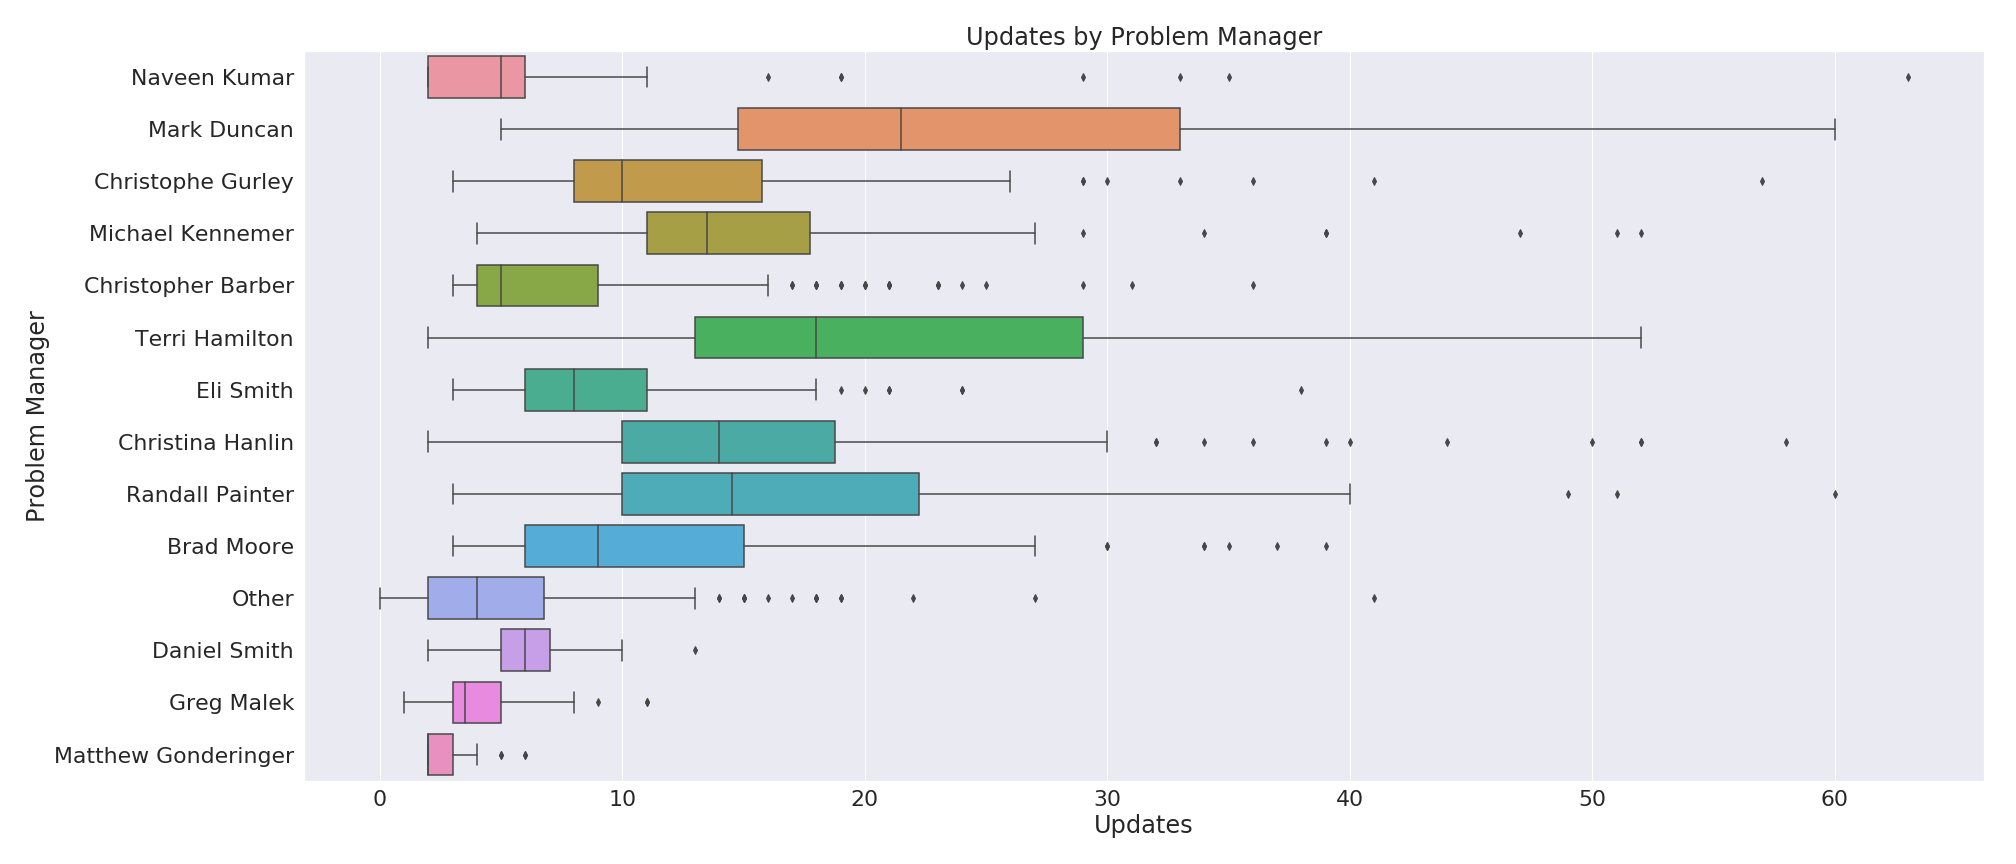 Updates by Problem Manager
Naveen Kumar
Mark Duncan
Christophe Gurley
Michael Kennemer
Christopher Barber
Terri Hamilton
Eli Smith
Christina Hanlin
Randall Painter
Brad Moore
Other
Daniel Smith
Greg Malek
Matthew Gonderinger
Problem Manager
0 10 20 30 40 50 60
Updates